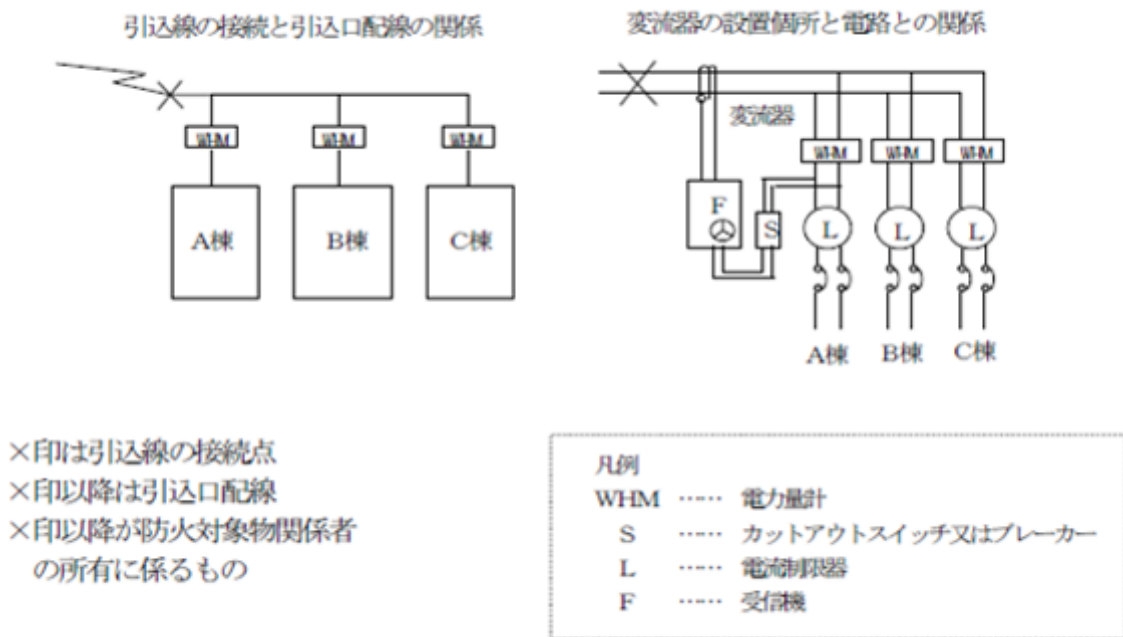 引込線の接続と引込口配線の関係
WHM
WHM
WHM
A棟
B棟
C棟
変流器の設置個所と電路との関係
変流器
WHM
WHM
WHM
F
S
L
L
L
A棟
B棟
C棟
×印は引込線の接続点
×印以降は引込口配線
×印以降が防火対象物関係者
の所有に係るもの
凡例
WHM …… 電力量計
S …… カットアウトスイッチ又はブレーカー
L …… 電流制限器
F …… 受信機